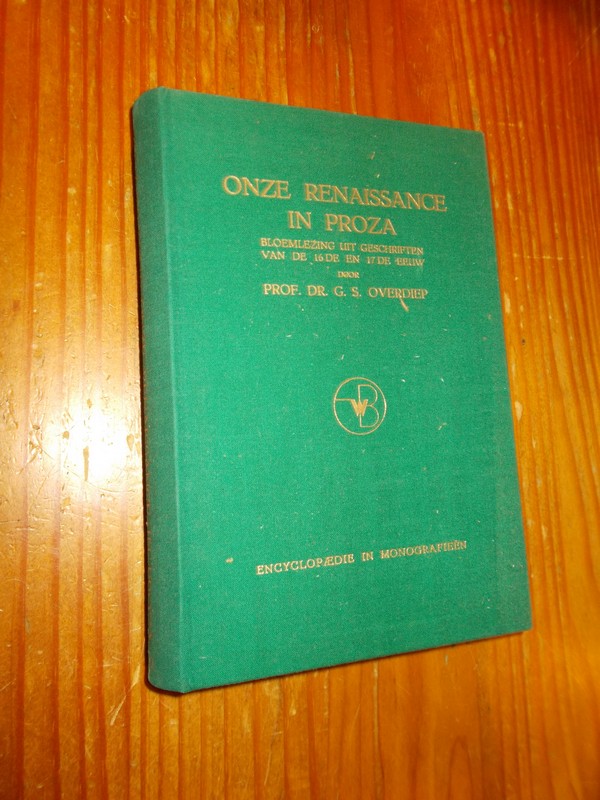 ONZE RENAISSANCE
IN PROZA
BLOEMLEZING UIT GESCHRIFTEN
VAN DE 16DE EN 17DE EEUW
DOOR
PROF. DR. G. S. OVERDIEP
WB
ENCYCLOPÆDIE IN MONOGRAFIEËN